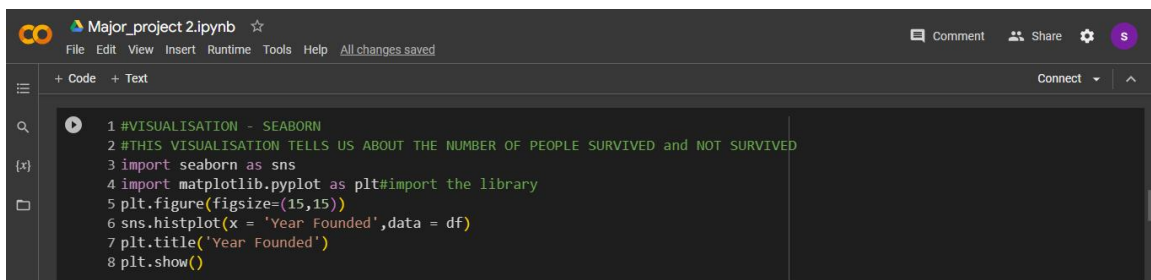 CO Major_project 2.ipynb
File Edit View Insert Runtime Tools Help All changes saved
Comment Share S
+ Code + Text Connect
{x}
1 #VISUALISATION - SEABORN
2 #THIS VISUALISATION TELLS US ABOUT THE NUMBER OF PEOPLE SURVIVED and NOT SURVIVED
3 import seaborn as sns
4 import matplotlib.pyplot as plt#import the library
5 plt.figure(figsize=(15,15))
6 sns.histplot(x = 'Year Founded',data = df)
7 plt.title('Year Founded')
8 plt.show()